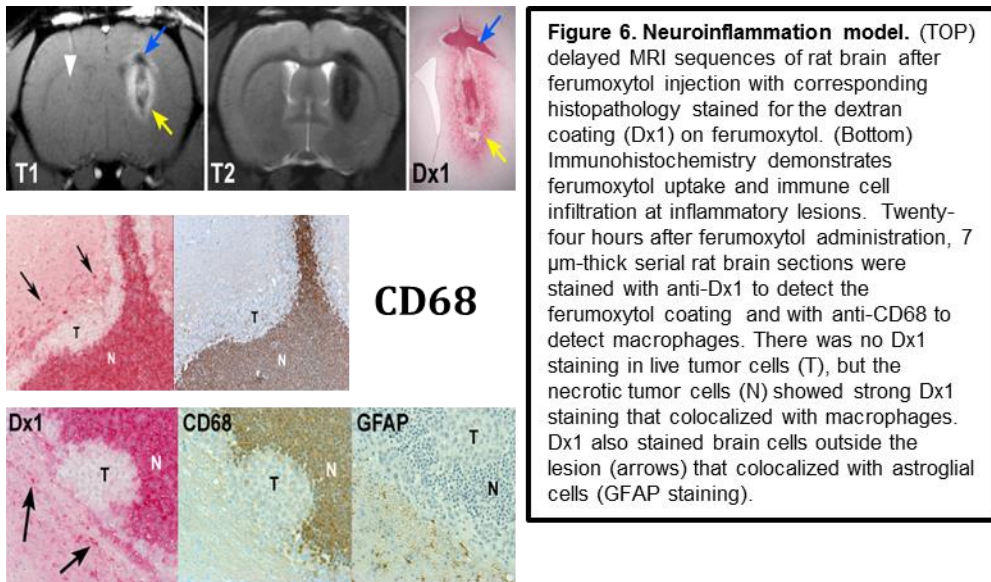 T1
T2
Dx1
T
N
T
N
CD68
Dx1
T
N
CD68
T
N
GFAP
T
N
Figure 6. Neuroinflammation model. (TOP)
delayed MRI sequences of rat brain after
ferumoxytol injection with corresponding
histopathology stained for the dextran
coating (Dx1) on ferumoxytol. (Bottom)
Immunohistochemistry demonstrates
ferumoxytol uptake and immune cell
infiltration at inflammatory lesions. Twenty-
four hours after ferumoxytol administration, 7
µm-thick serial rat brain sections were
stained with anti-Dx1 to detect the
ferumoxytol coating and with anti-CD68 to
detect macrophages. There was no Dx1
staining in live tumor cells (T), but the
necrotic tumor cells (N) showed strong Dx1
staining that colocalized with macrophages.
Dx1 also stained brain cells outside the
lesion (arrows) that colocalized with astroglial
cells (GFAP staining).